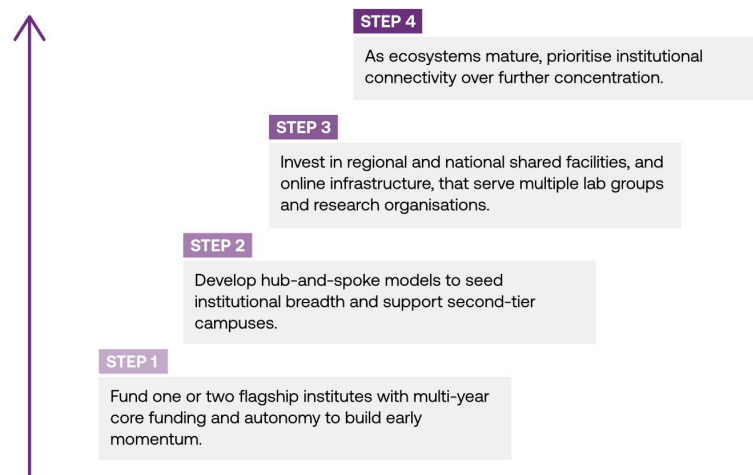 STEP 4
As ecosystems mature, prioritise institutional
connectivity over further concentration.
STEP 3
Invest in regional and national shared facilities, and
online infrastructure, that serve multiple lab groups
and research organisations.
STEP 2
Develop hub-and-spoke models to seed
institutional breadth and support second-tier
campuses.
STEP 1
Fund one or two flagship institutes with multi-year
core funding and autonomy to build early
momentum.